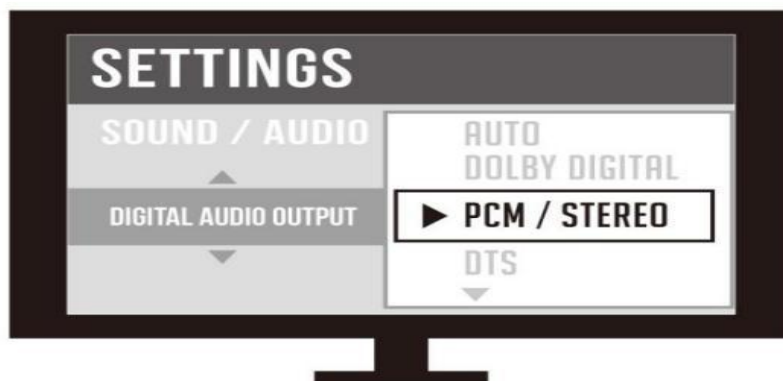 SETTINGS
SOUND / AUDIO
DIGITAL AUDIO OUTPUT
AUTO
DOLBY DIGITAL
PCM / STEREO
DTS